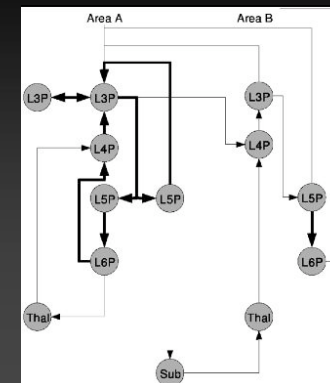 Area A Area B
L3P L3P L3P
L4P L4P
L5P L5P L5P
L6P L6P
Thal Thal
Sub